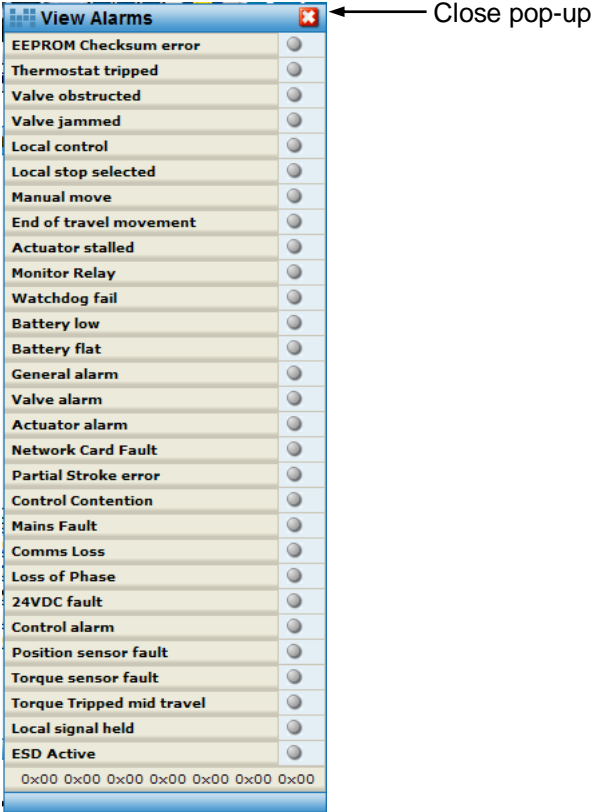 View Alarms
Close pop-up
EEPROM Checksum error
Thermostat tripped
Valve obstructed
Valve jammed
Local control
Local stop selected
Manual move
End of travel movement
Actuator stalled
Monitor Relay
Watchdog fail
Battery low
Battery flat
General alarm
Valve alarm
Actuator alarm
Network Card Fault
Partial Stroke error
Control Contention
Mains Fault
Comms Loss
Loss of Phase
24VDC fault
Control alarm
Position sensor fault
Torque sensor fault
Torque Tripped mid travel
Local signal held
ESD Active
0x00 0x00 0x00 0x00 0x00 0x00 0x00